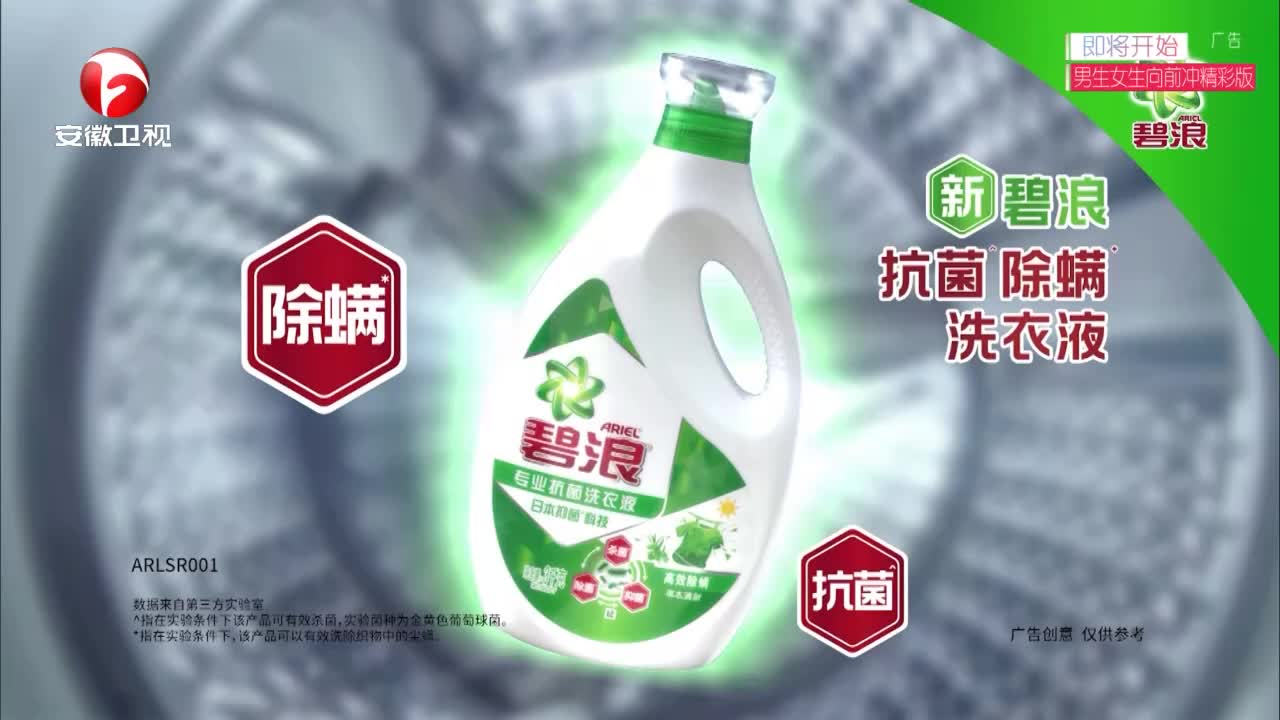 安徽卫视
即将开始
广告
男生女生向前冲精彩版
ARIEL
碧浪
新碧浪
抗菌^除螨*
洗衣液
除螨*
ARIEL
碧浪
专业抗菌洗衣液
日本抑菌*科技
杀菌
除菌
抑菌
高效除螨
抗菌^
ARLSR001
数据来自第三方实验室
^指在实验条件下该产品可有效杀菌,实验菌种为金黄色葡萄球菌。
*指在实验条件下,该产品可以有效洗除织物中的尘螨。
广告创意 仅供参考